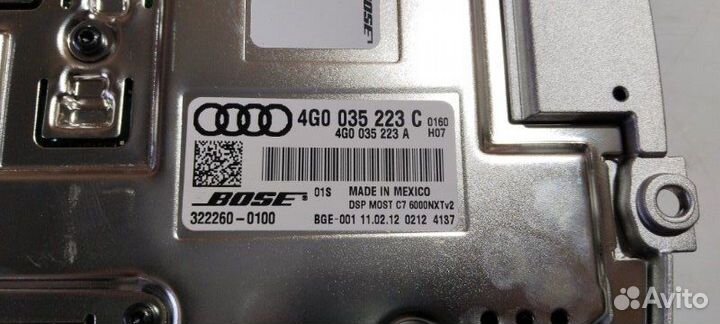 BOSE
4G0 035 223 C 0160
4G0 035 223 A H07
BOSE® 01S MADE IN MEXICO
DSP MOST C7 6000NXTv2
322260-0100 BGE-001 11.02.12 0212 4137
Avito